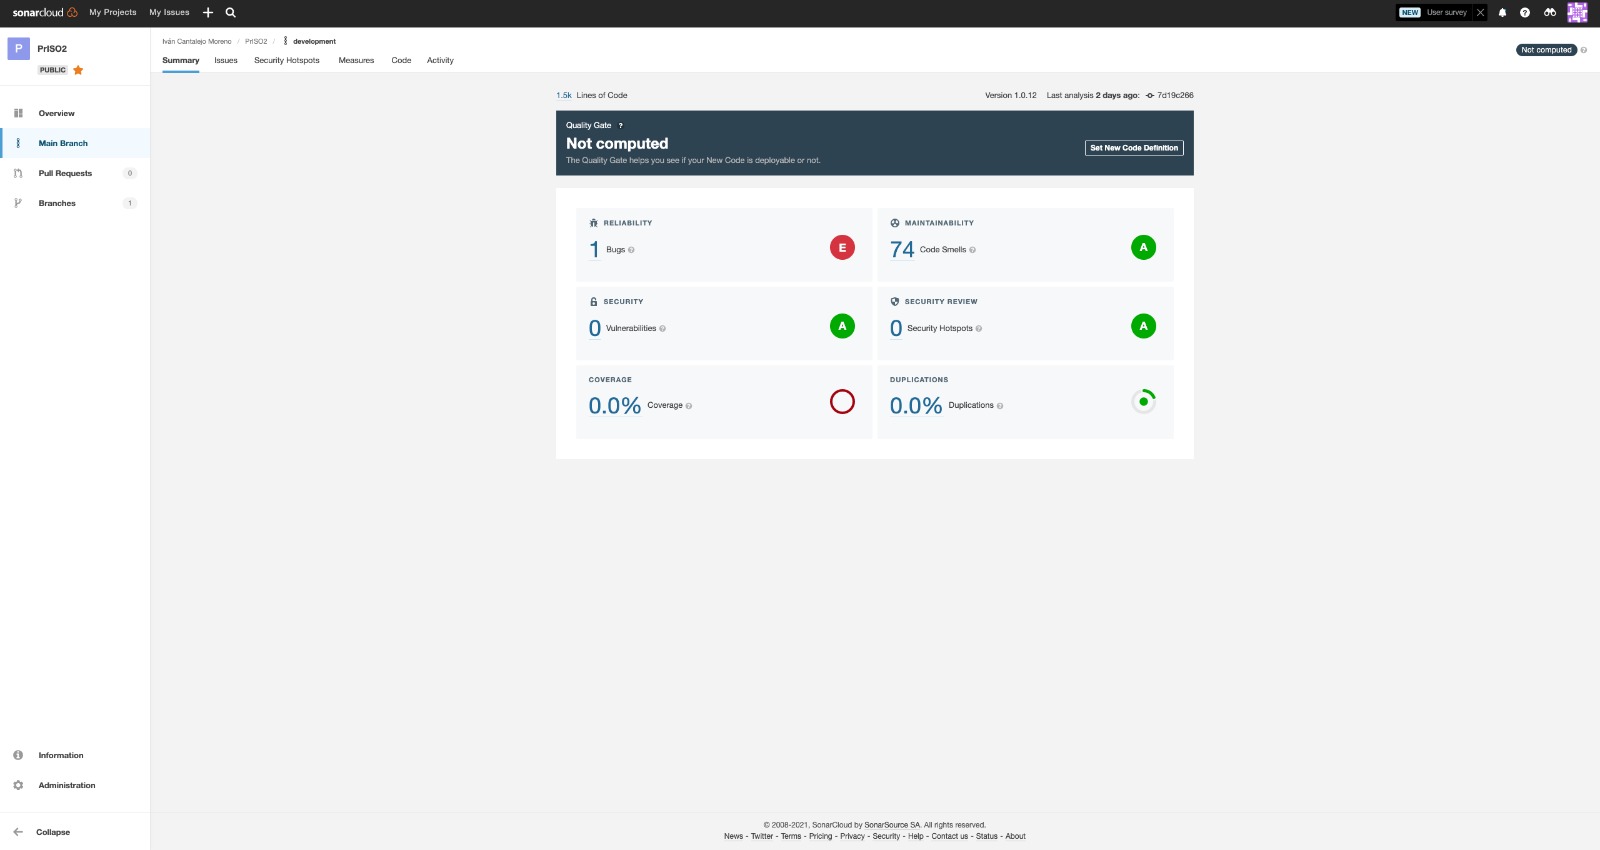 sonarcloud My Projects My Issues NEW User survey
P PrISO2
PUBLIC
Overview
Main Branch
Pull Requests 0
Branches 1
Information
Administration
Collapse
Iván Cantalejo Moreno / PrISO2 / development
Not computed
Summary Issues Security Hotspots Measures Code Activity
1.5k Lines of Code Version 1.0.12 Last analysis 2 days ago: 7d19c266
Quality Gate ?
Not computed
The Quality Gate helps you see if your New Code is deployable or not.
Set New Code Definition
RELIABILITY
1 Bugs ? E
MAINTAINABILITY
74 Code Smells ? A
SECURITY
0 Vulnerabilities ? A
SECURITY REVIEW
0 Security Hotspots ? A
COVERAGE
0.0% Coverage ?
DUPLICATIONS
0.0% Duplications ?
© 2008-2021, SonarCloud by SonarSource SA. All rights reserved.
News - Twitter - Terms - Pricing - Privacy - Security - Help - Contact us - Status - About